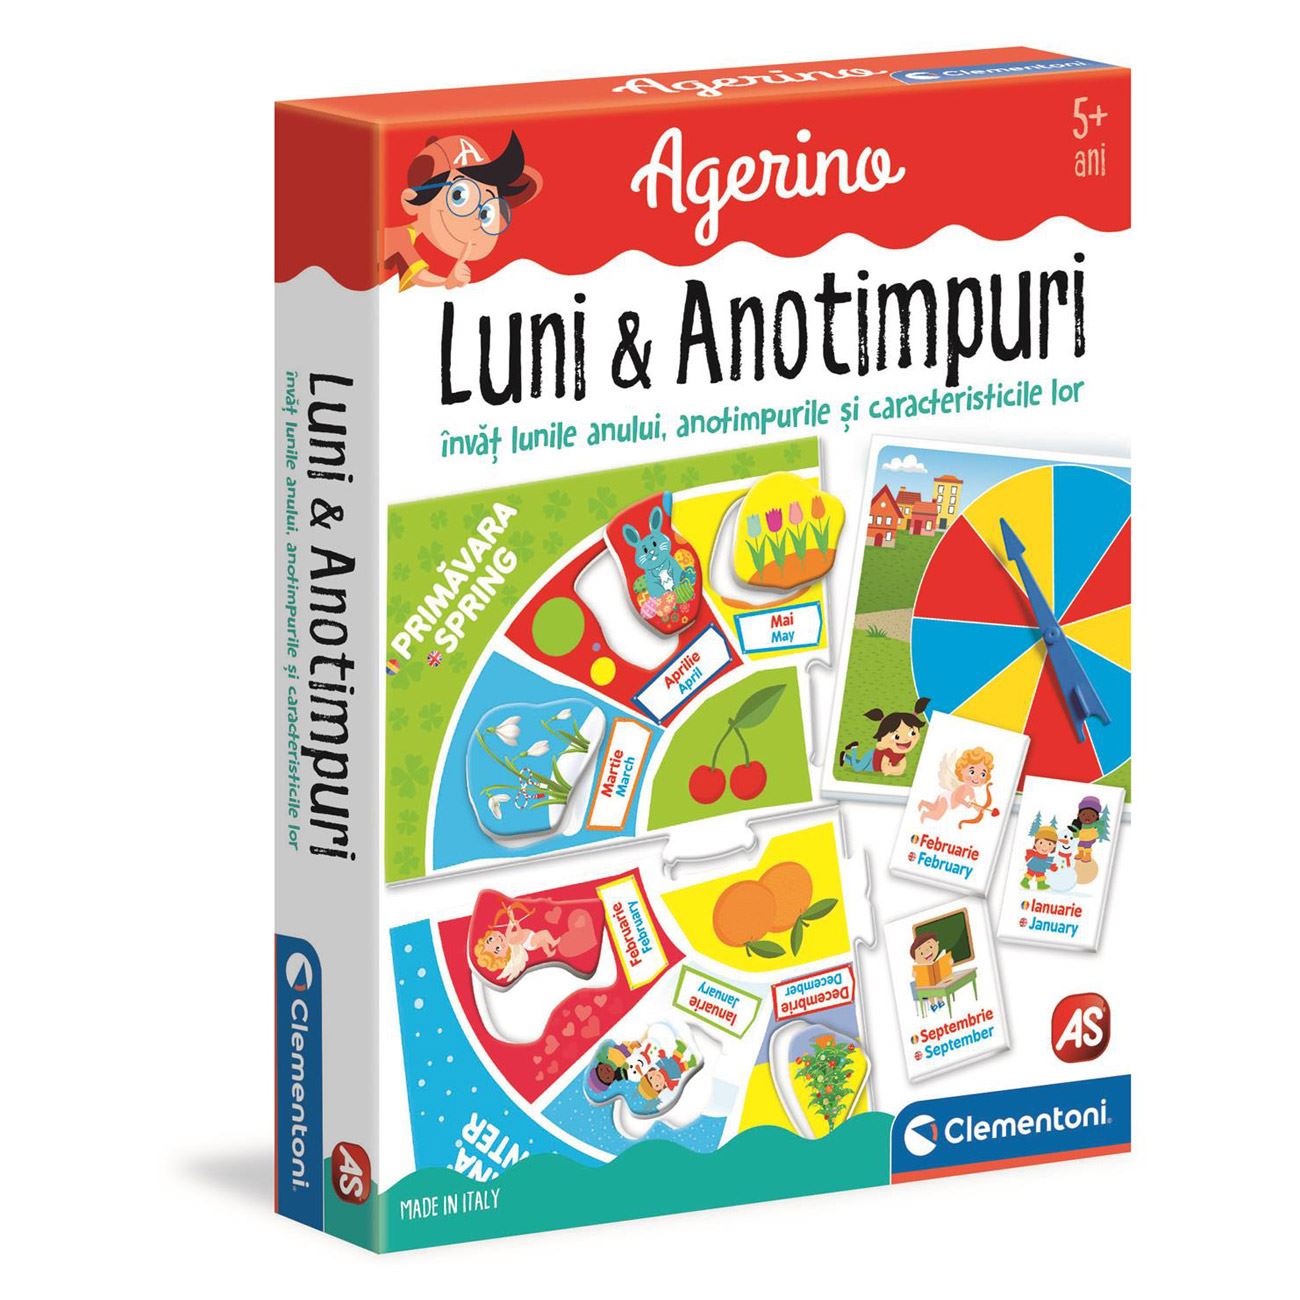 Agerino
Clementoni
Agerino
5+
ani
A
Luni & Anotimpuri
învăț lunile anului, anotimpurile și caracteristicile lor
Luni & Anotimpuri
învăț lunile anului, anotimpurile și caracteristicile lor
PRIMĂVARA
SPRING
Mai
May
Aprilie
April
Martie
March
Februarie
February
Ianuarie
January
Decembrie
December
Februarie
February
Ianuarie
January
Septembrie
September
AS
Clementoni
Clementoni
AS
MADE IN ITALY